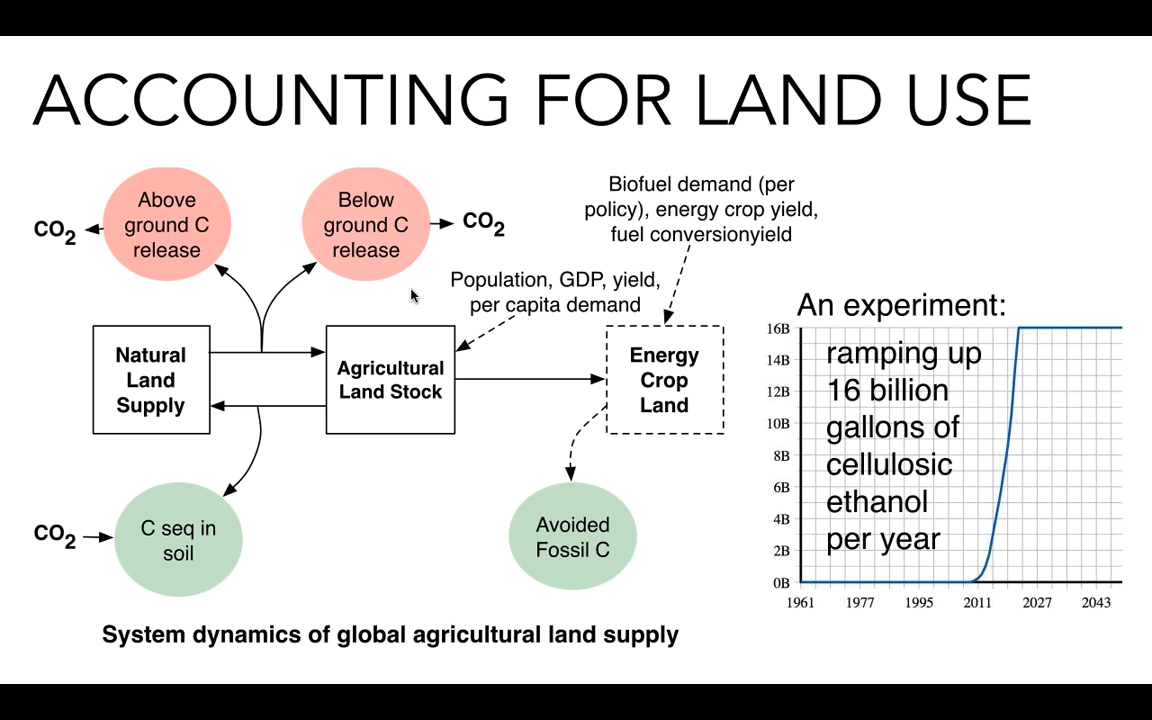 ACCOUNTING FOR LAND USE
Above
ground C
release
CO2
Below
ground C
release
CO2
Biofuel demand (per
policy), energy crop yield,
fuel conversionyield
Population, GDP, yield,
per capita demand
Natural
Land
Supply
Agricultural
Land Stock
Energy
Crop
Land
CO2
C seq in
soil
Avoided
Fossil C
System dynamics of global agricultural land supply
An experiment:
ramping up
16 billion
gallons of
cellulosic
ethanol
per year
16B
14B
12B
10B
8B
6B
4B
2B
0B
1961 1977 1995 2011 2027 2043